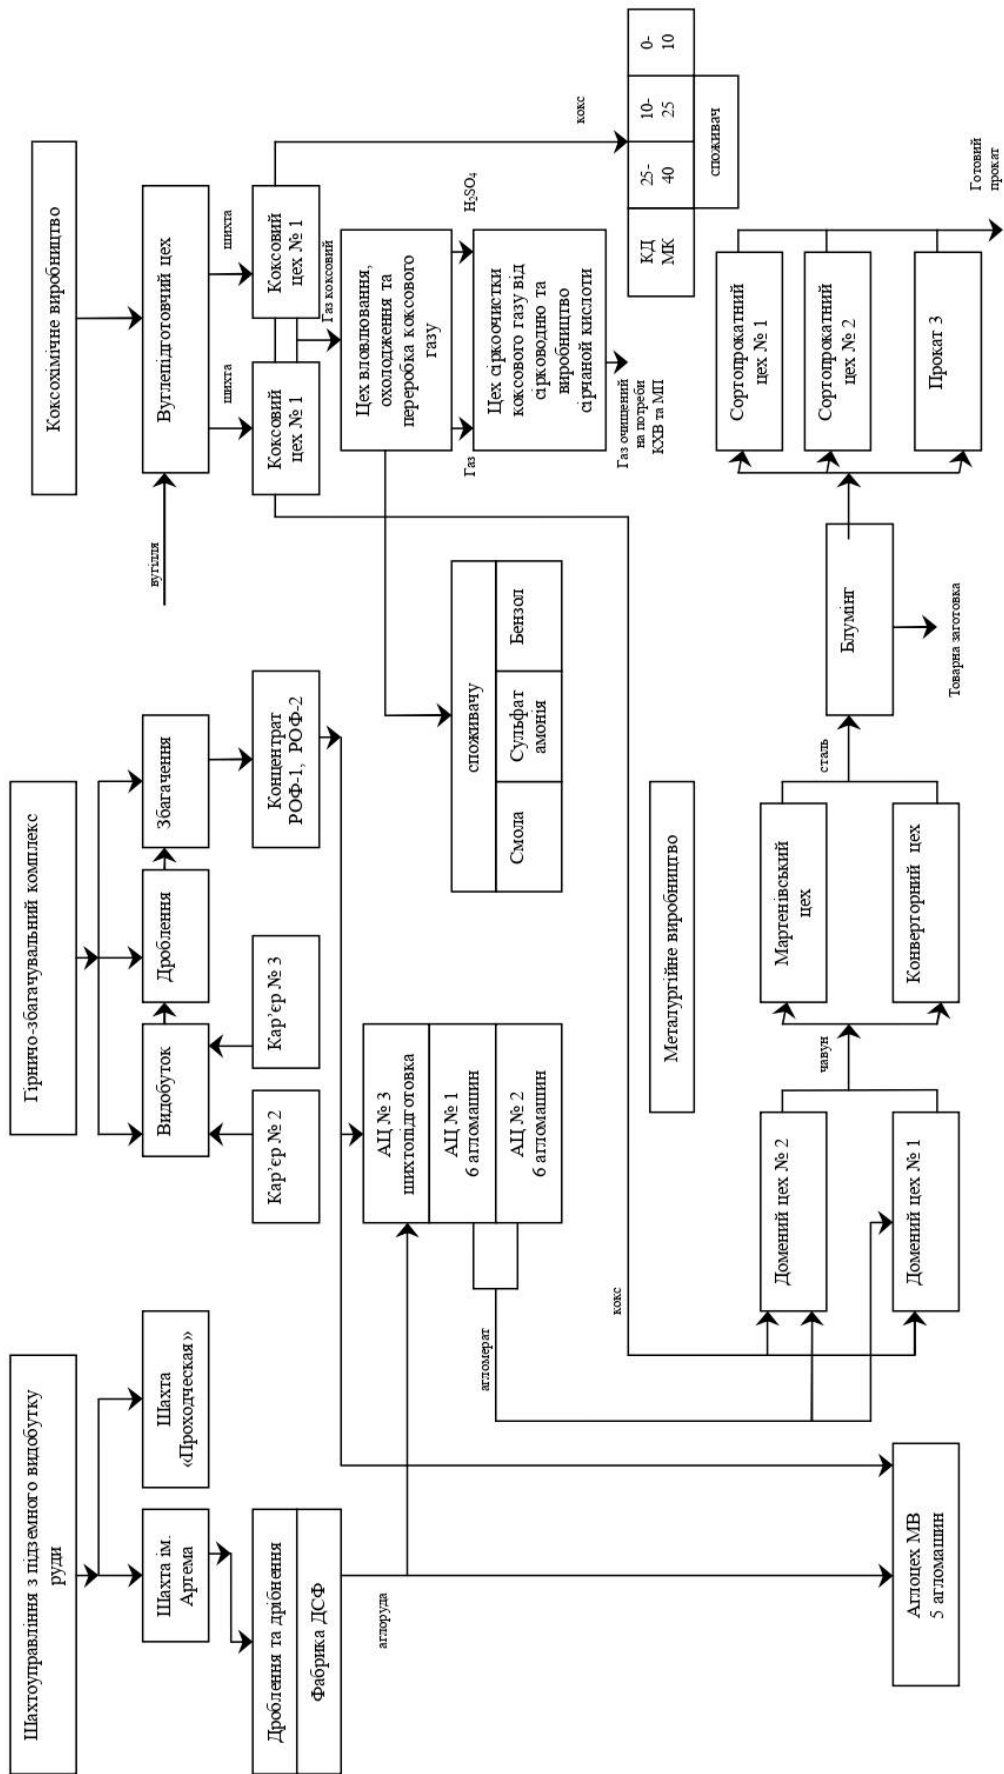 Шахтоуправління з підземного видобутку
руди
Шахта ім.
Артема
Шахта
«Проходческая»
Дроблення та дрібнення
Фабрика ДСФ
аглоруда
Гірничо-збагачувальний комплекс
Видобуток
Дроблення
Збагачення
Кар’єр № 2
Кар’єр № 3
Концентрат
РОФ-1, РОФ-2
АЦ № 3
шихтопідготовка
АЦ № 1
6 агломашин
АЦ № 2
6 агломашин
агломерат
Коксохімічне виробництво
вугілля
Вуглепідготовчий цех
шихта
шихта
Коксовий
цех № 1
Коксовий
цех № 1
Газ коксовий
Цех вловлювання,
охолодження та
переробка коксового
газу
Газ
H₂SO₄
Цех сіркоочистки
коксового газу від
сірководню та
виробництво
сірчаної кислоти
Газ очищений
на потреби
КХВ та МП
кокс
КД
МК
25-
40
10-
25
0-
10
споживач
споживачу
Смола
Сульфат
амонія
Бензол
кокс
Металургійне виробництво
Аглоцех МВ
5 агломашин
Доменний цех № 2
Доменний цех № 1
чавун
Мартенівський
цех
Конверторний цех
сталь
Блумінг
Товарна заготовка
Сортопрокатний
цех № 1
Сортопрокатний
цех № 2
Прокат 3
Готовий
прокат